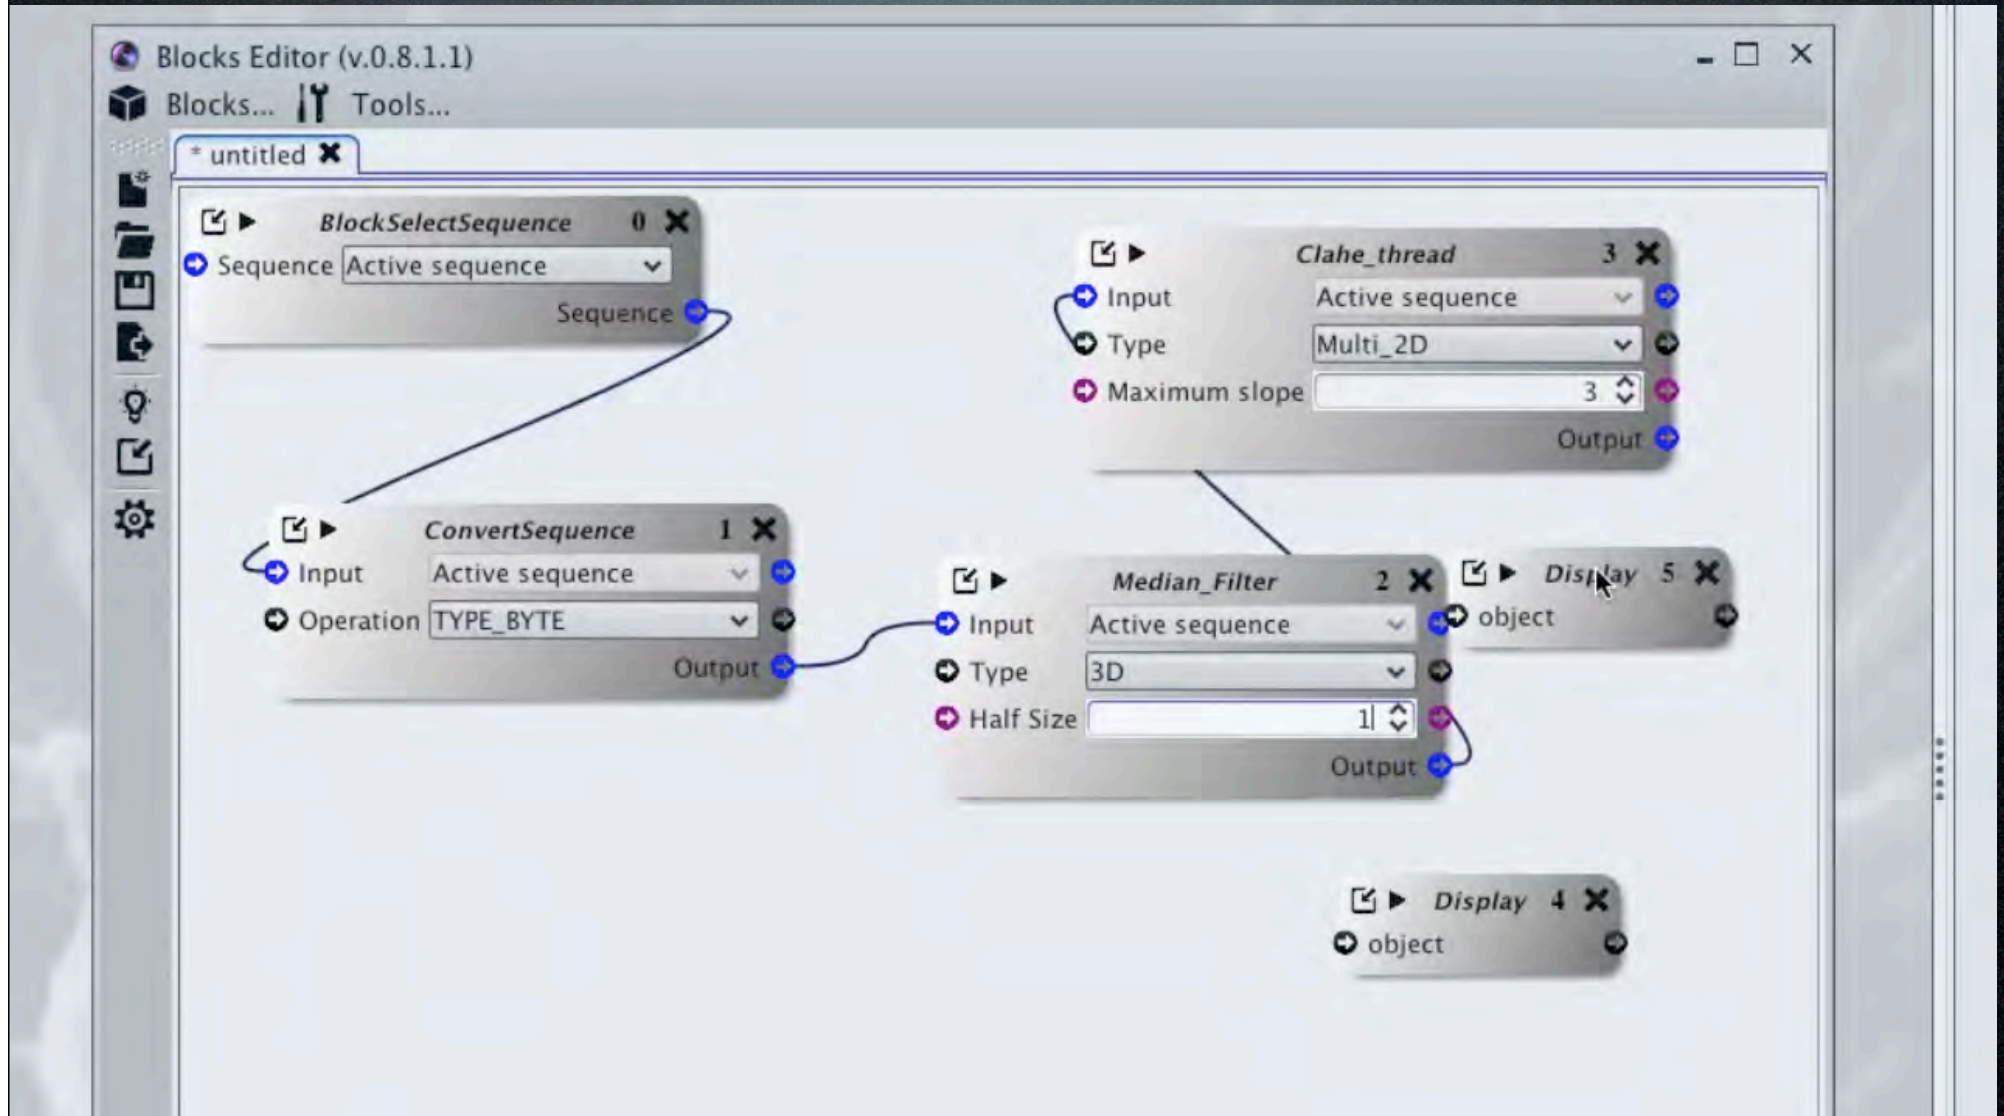 Blocks Editor (v.0.8.1.1)
Blocks... Tools...
* untitled
BlockSelectSequence 0
Sequence Active sequence
Sequence
Clahe_thread 3
Input Active sequence
Type Multi_2D
Maximum slope 3
Output
ConvertSequence 1
Input Active sequence
Operation TYPE_BYTE
Output
Median_Filter 2
Input Active sequence
Type 3D
Half Size 1
Output
Display 5
object
Display 4
object